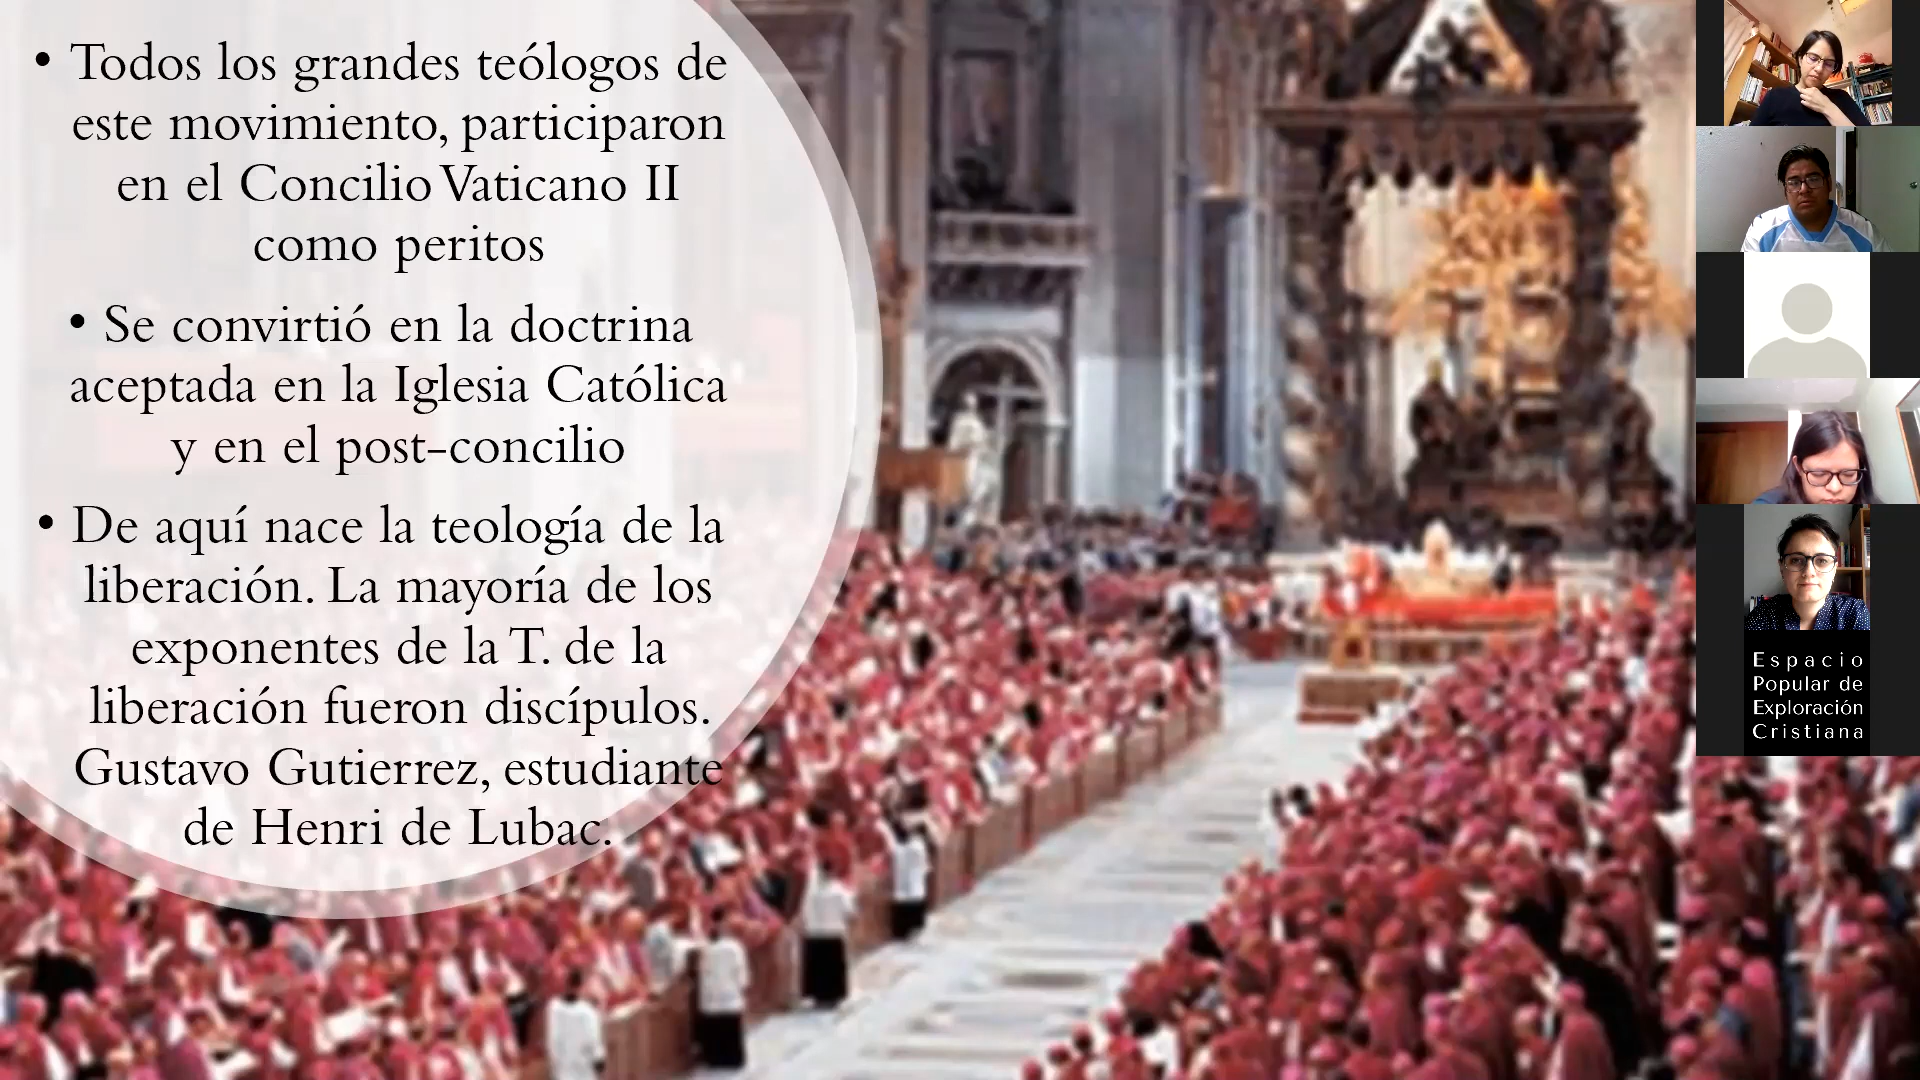 • Todos los grandes teólogos de
este movimiento, participaron
en el Concilio Vaticano II
como peritos
• Se convirtió en la doctrina
aceptada en la Iglesia Católica
y en el post-concilio
• De aquí nace la teología de la
liberación. La mayoría de los
exponentes de la T. de la
liberación fueron discípulos.
Gustavo Gutierrez, estudiante
de Henri de Lubac.
Espacio
Popular de
Exploración
Cristiana